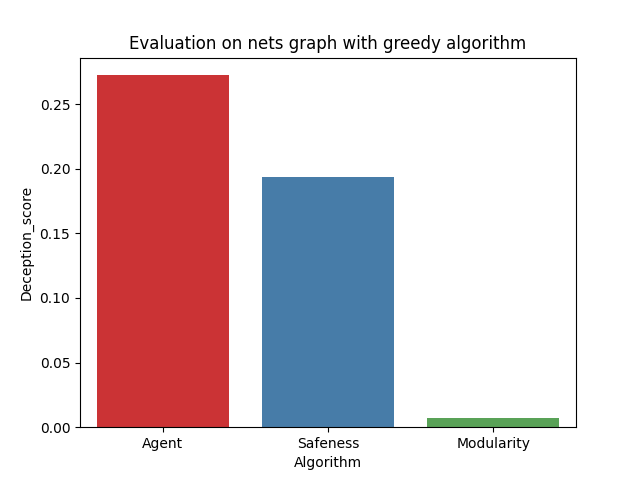 Evaluation on nets graph with greedy algorithm
0.25
0.20
0.15
0.10
0.05
0.00
Deception_score
Agent
Safeness
Modularity
Algorithm